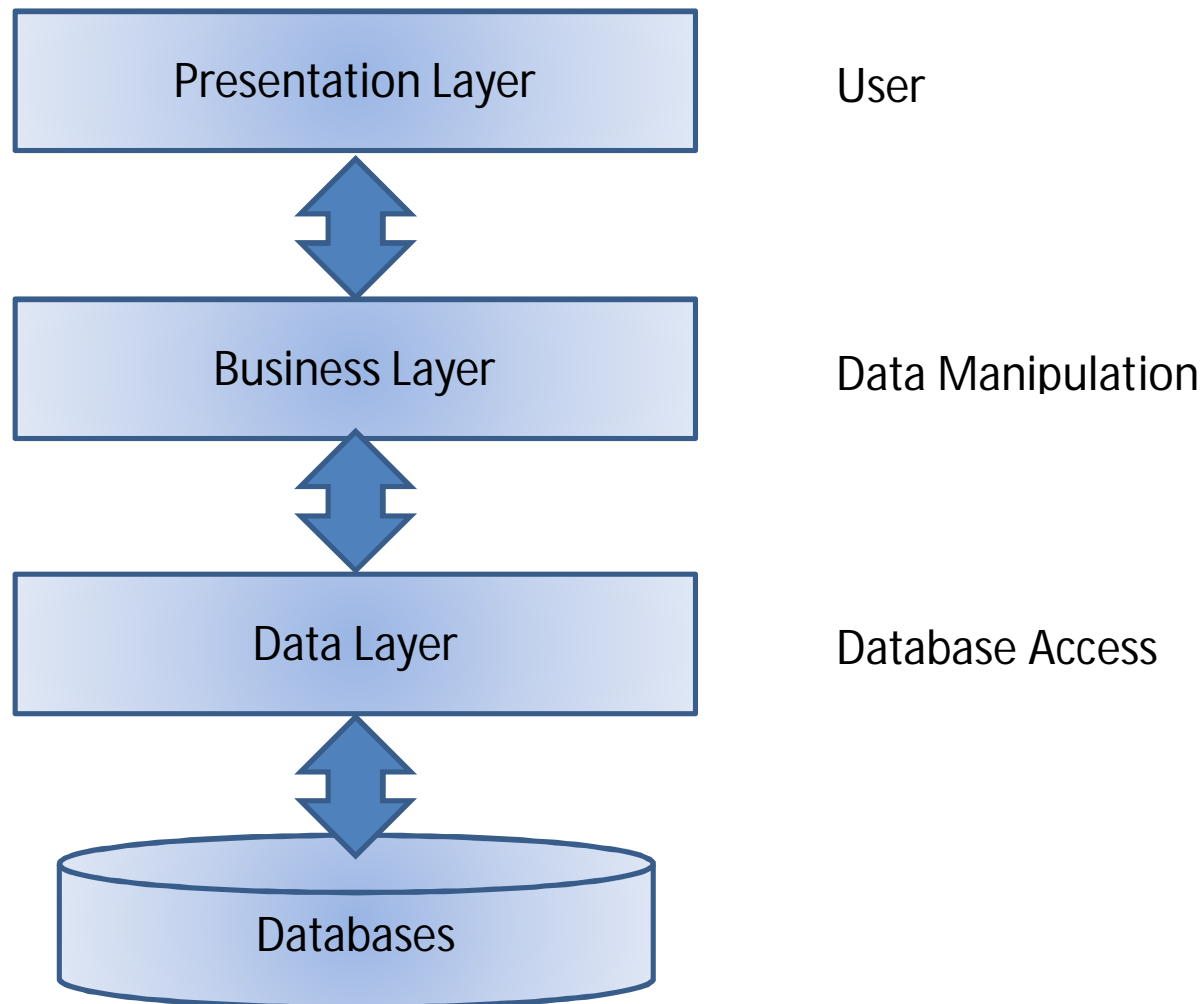 Presentation Layer
User
Business Layer
Data Manipulation
Data Layer
Database Access
Databases